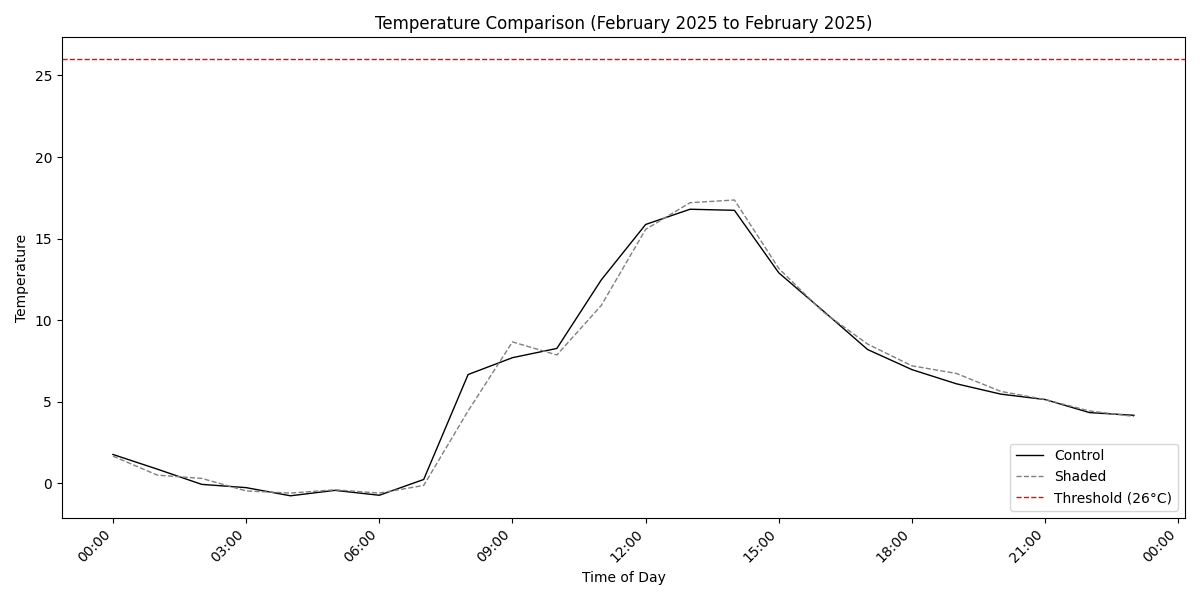 Temperature Comparison (February 2025 to February 2025)
Temperature
25
20
15
10
5
0
Control
Shaded
Threshold (26°C)
00:00
03:00
06:00
09:00
12:00
15:00
18:00
21:00
00:00
Time of Day